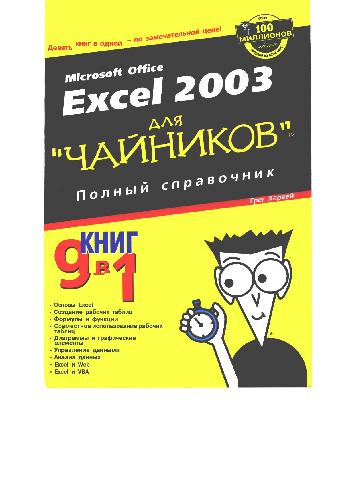 Девять книг в одной – по замечательной цене!
100
МИЛЛИОНОВ
Microsoft Office
Excel 2003
для
"ЧАЙНИКОВ"™
Полный справочник
Грег Харвей
9 КНИГ в 1
• Основы Excel
• Создание рабочих таблиц
• Формулы и функции
• Совместное использование рабочих
таблиц
• Диаграммы и графические
элементы
• Управление данными
• Анализ данных
• Excel и Web
• Excel и VBA